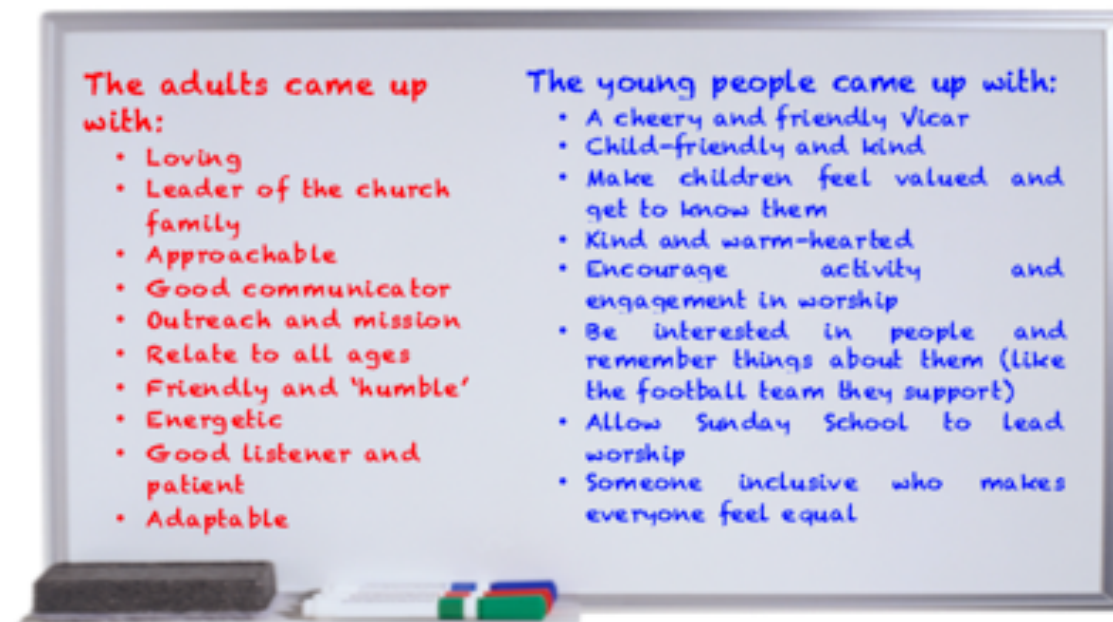 The adults came up
with:
• Loving
• Leader of the church
family
• Approachable
• Good communicator
• Outreach and mission
• Relate to all ages
• Friendly and 'humble'
• Energetic
• Good listener and
patient
• Adaptable
The young people came up with:
• A cheery and friendly Vicar
• Child-friendly and kind
• Make children feel valued and
get to know them
• Kind and warm-hearted
• Encourage activity and
engagement in worship
• Be interested in people and
remember things about them (like
the football team they support)
• Allow Sunday School to lead
worship
• Someone inclusive who makes
everyone feel equal